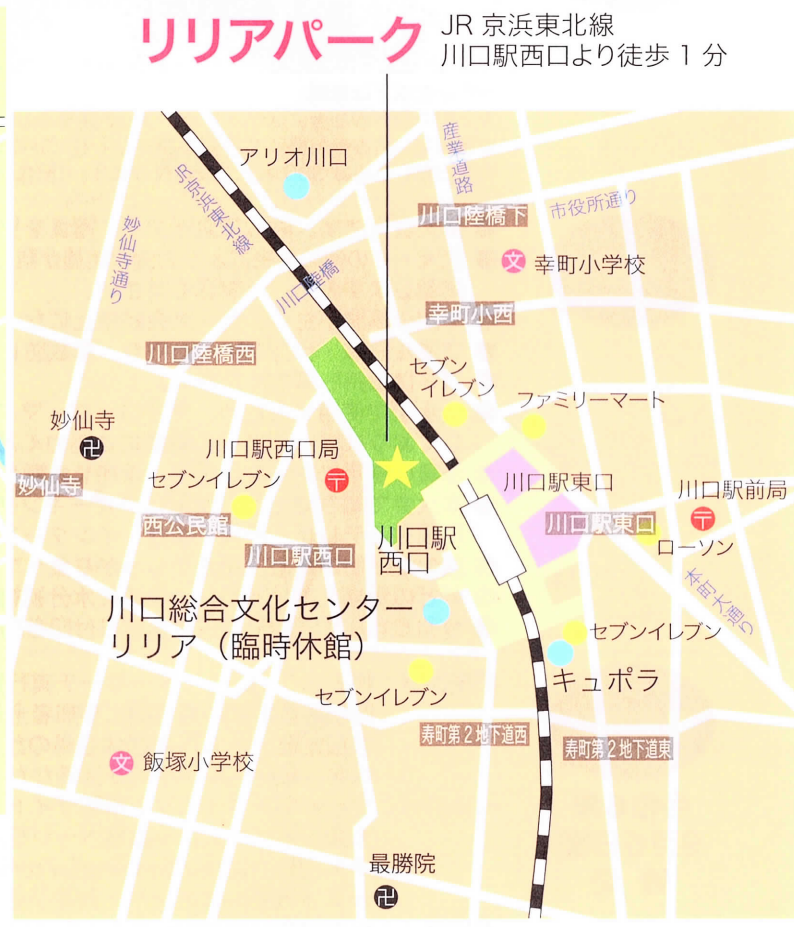 リリアパーク
JR 京浜東北線
川口駅西口より徒歩 1 分
アリオ川口
産業道路
JR 京浜東北線
川口陸橋下
市役所通り
妙仙寺通り
文 幸町小学校
川口陸橋
幸町小西
川口陸橋西
セブン
イレブン
ファミリーマート
妙仙寺
川口駅西口局
川口駅東口
妙仙寺
セブンイレブン
川口駅前局
西公民館
川口駅東口
川口駅西口
川口駅
西口
ローソン
本町大通り
川口総合文化センター
リリア（臨時休館）
セブンイレブン
キュポラ
セブンイレブン
寿町第2地下道西
寿町第2地下道東
文 飯塚小学校
最勝院